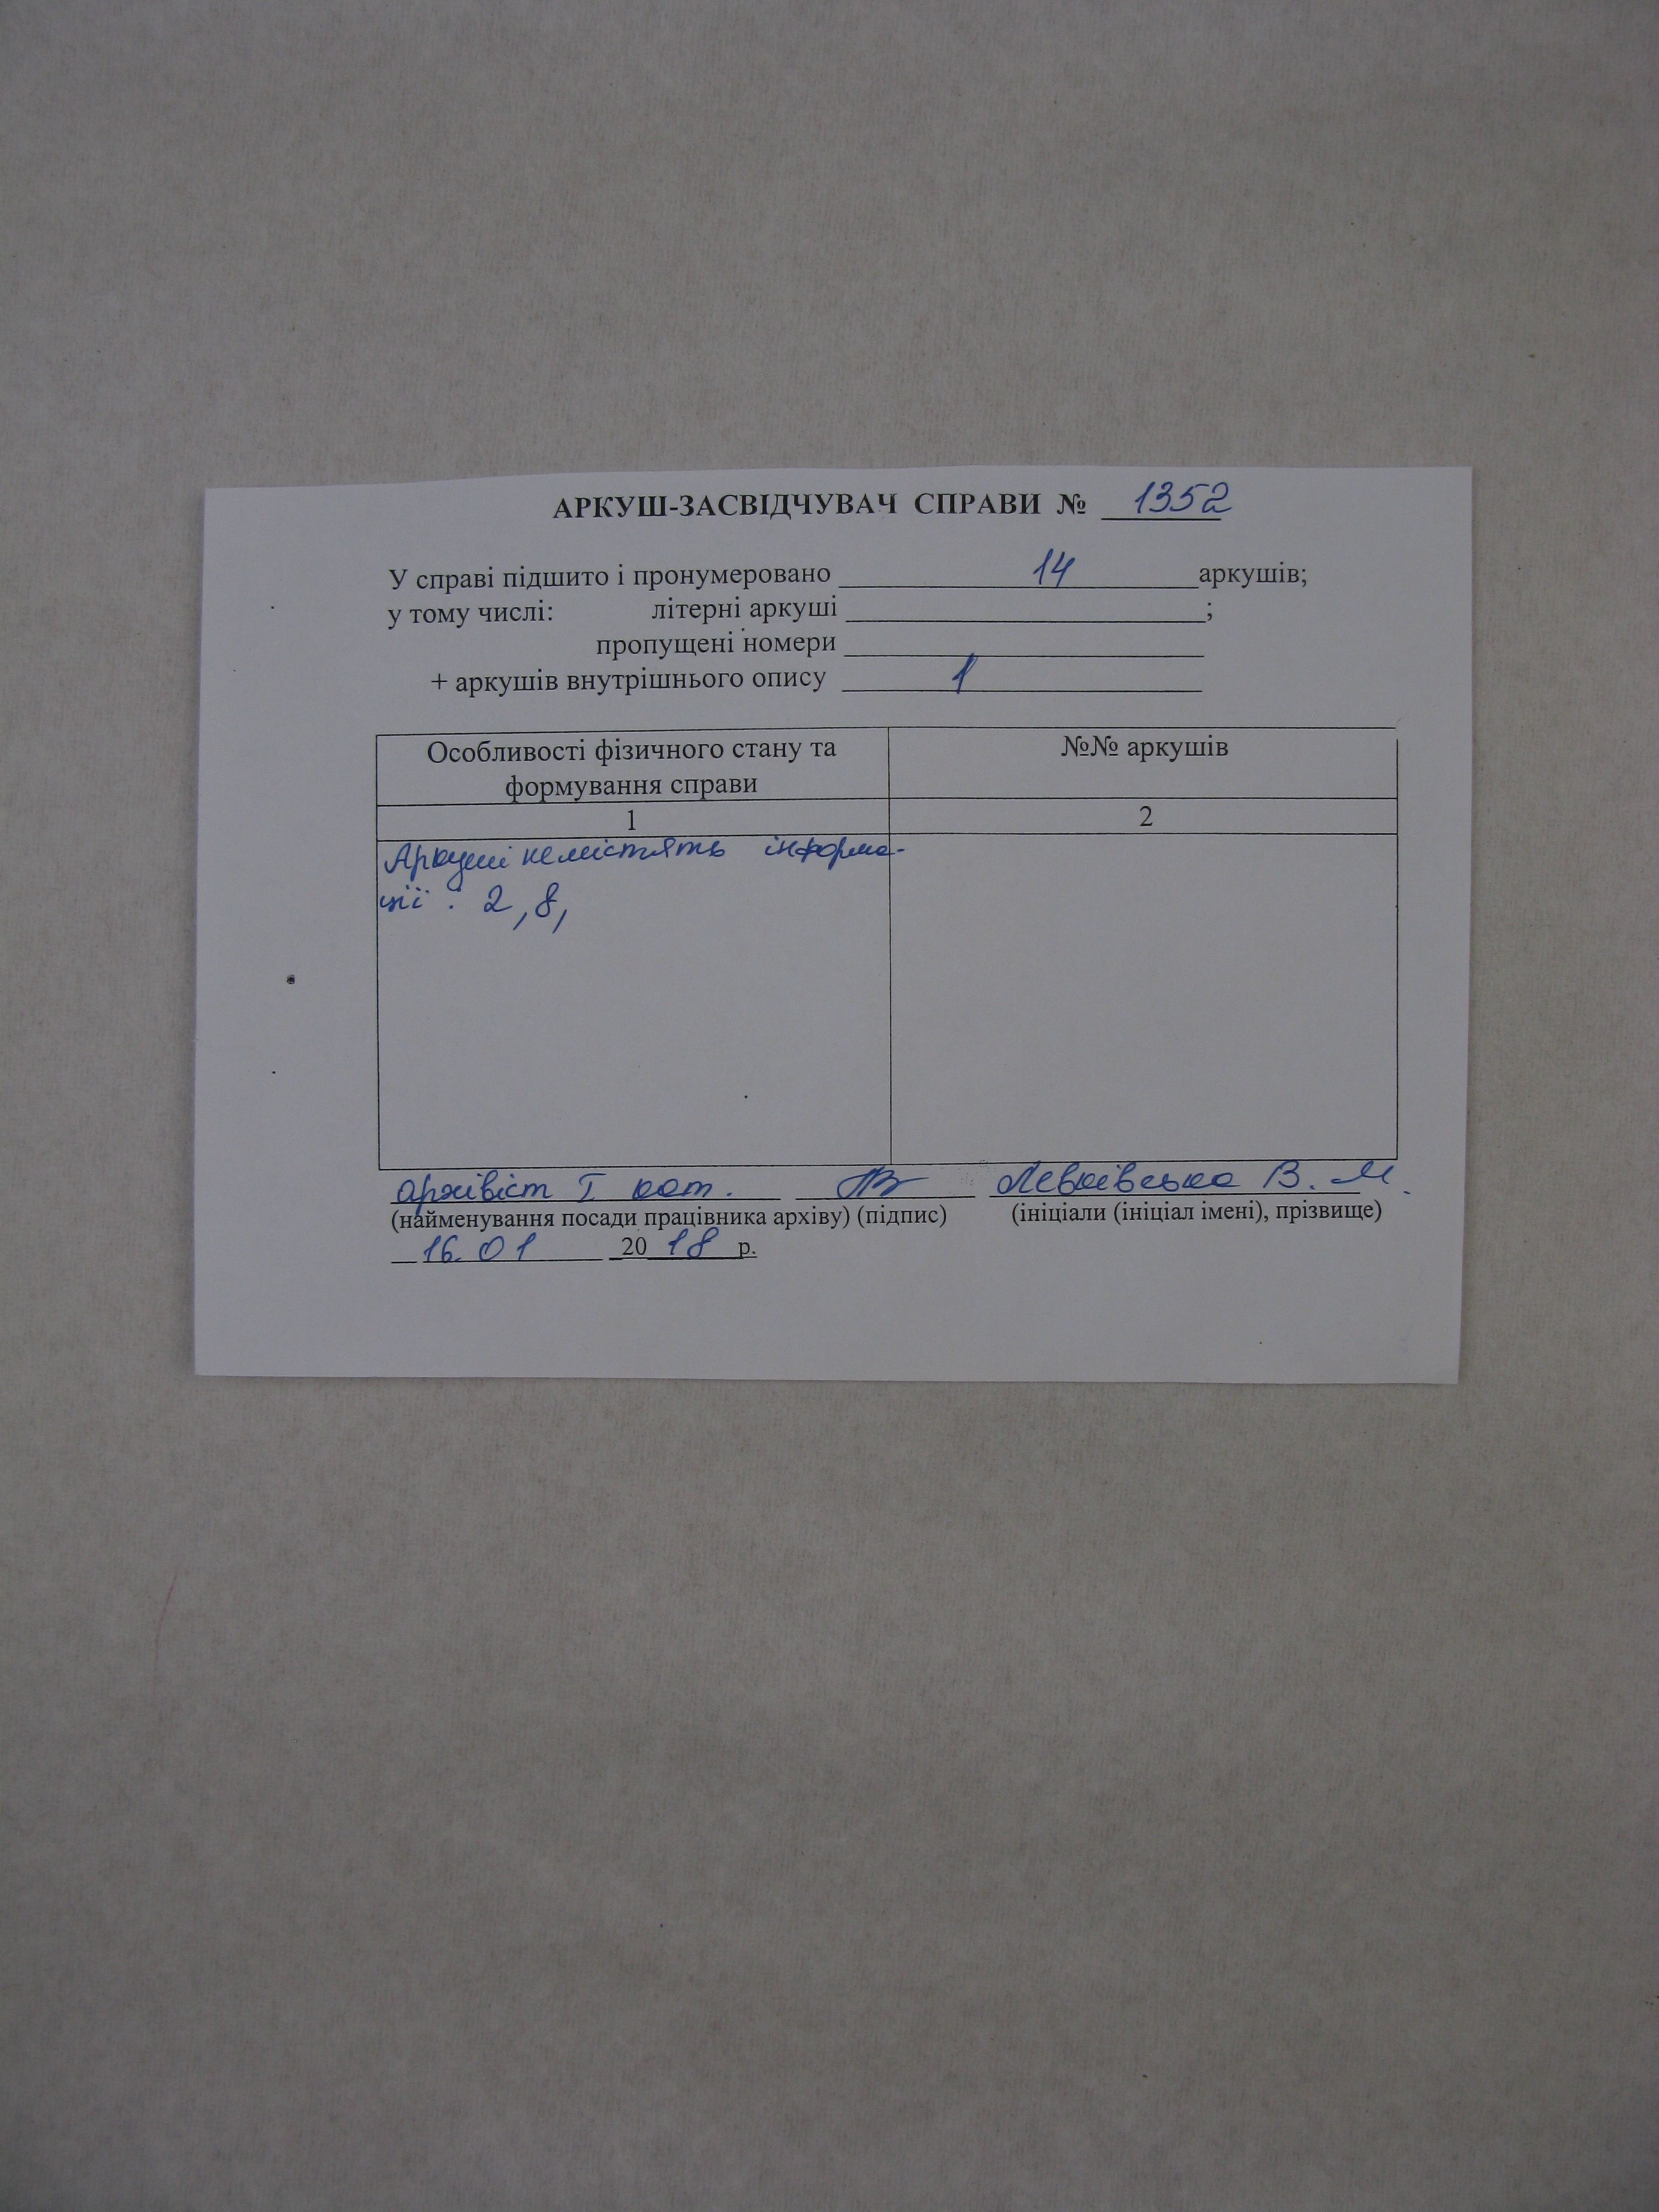 АРКУШ-ЗАСВІДЧУВАЧ СПРАВИ № 1352
У справі підшито і пронумеровано 14 аркушів;
у тому числі: літерні аркуші ;
пропущені номери
+ аркушів внутрішнього опису 1
Особливості фізичного стану та №№ аркушів
формування справи
1 2
Аркуші не містять інформа-
ції : 2, 8,
архівіст І кат. Левківська В. М.
(найменування посади працівника архіву) (підпис) (ініціали (ініціал імені), прізвище)
16.01 2018 р.